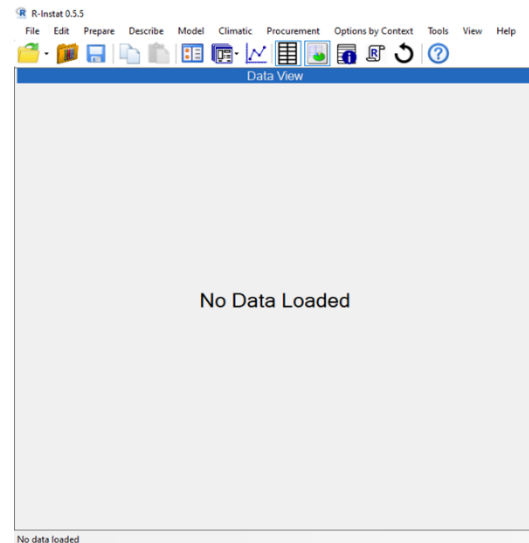 R-Instat 0.5.5
File Edit Prepare Describe Model Climatic Procurement Options by Context Tools View Help
Data View
No Data Loaded
No data loaded